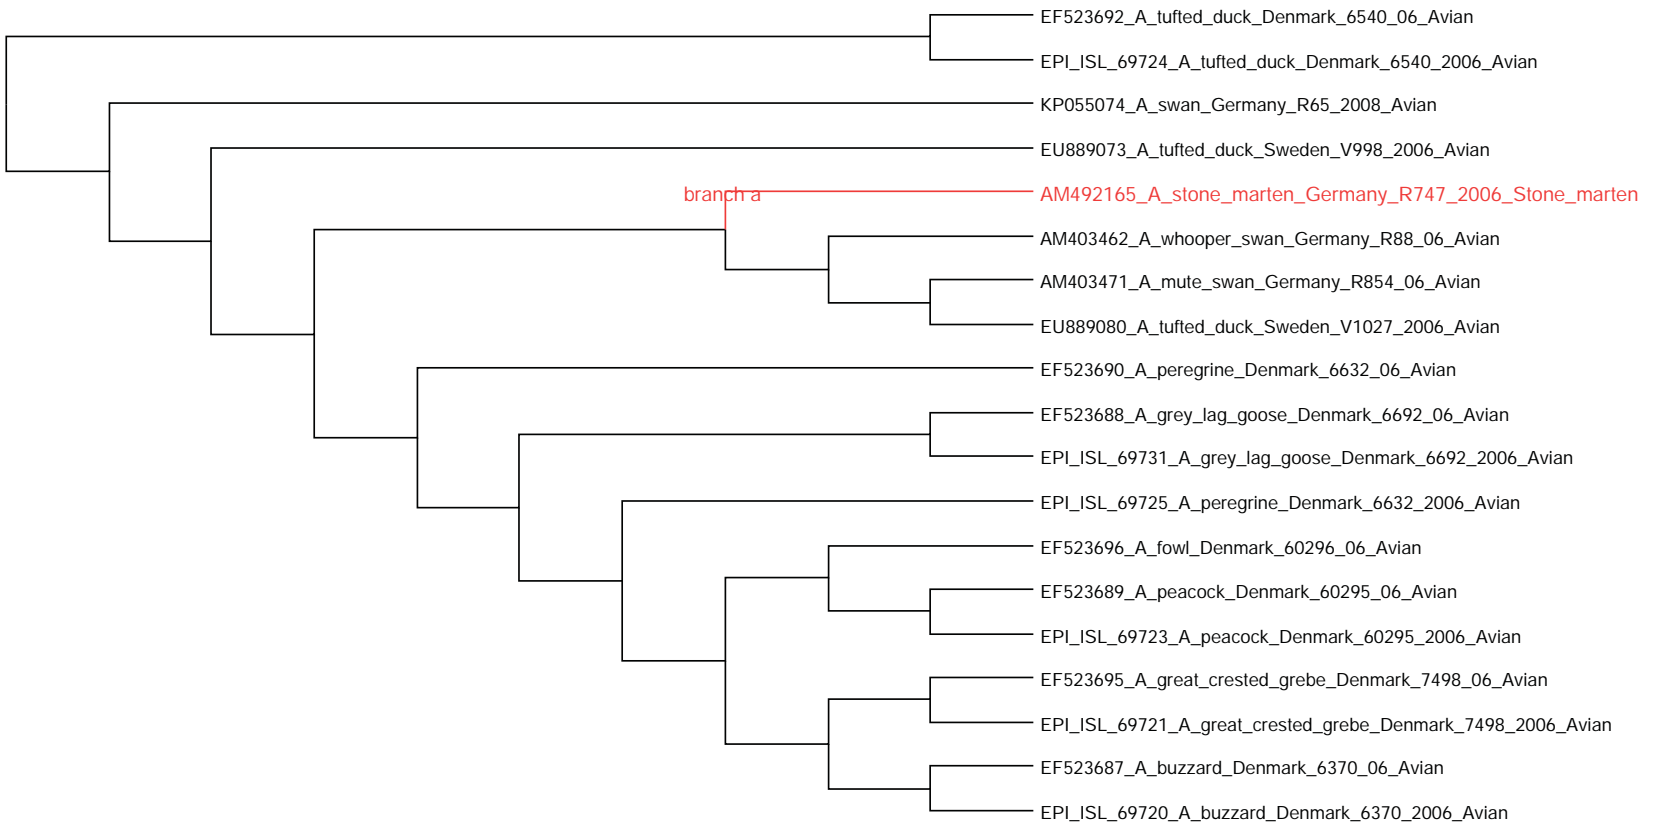 EF523692_A_tufted_duck_Denmark_6540_06_Avian
EPI_ISL_69724_A_tufted_duck_Denmark_6540_2006_Avian
KP055074_A_swan_Germany_R65_2008_Avian
EU889073_A_tufted_duck_Sweden_V998_2006_Avian
branch a AM492165_A_stone_marten_Germany_R747_2006_Stone_marten
AM403462_A_whooper_swan_Germany_R88_06_Avian
AM403471_A_mute_swan_Germany_R854_06_Avian
EU889080_A_tufted_duck_Sweden_V1027_2006_Avian
EF523690_A_peregrine_Denmark_6632_06_Avian
EF523688_A_grey_lag_goose_Denmark_6692_06_Avian
EPI_ISL_69731_A_grey_lag_goose_Denmark_6692_2006_Avian
EPI_ISL_69725_A_peregrine_Denmark_6632_2006_Avian
EF523696_A_fowl_Denmark_60296_06_Avian
EF523689_A_peacock_Denmark_60295_06_Avian
EPI_ISL_69723_A_peacock_Denmark_60295_2006_Avian
EF523695_A_great_crested_grebe_Denmark_7498_06_Avian
EPI_ISL_69721_A_great_crested_grebe_Denmark_7498_2006_Avian
EF523687_A_buzzard_Denmark_6370_06_Avian
EPI_ISL_69720_A_buzzard_Denmark_6370_2006_Avian